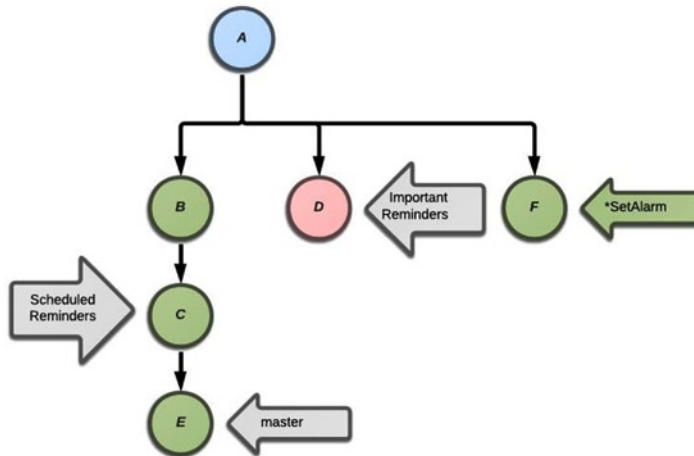 A
B
D
Important
Reminders
F
*SetAlarm
Scheduled
Reminders
C
E
master